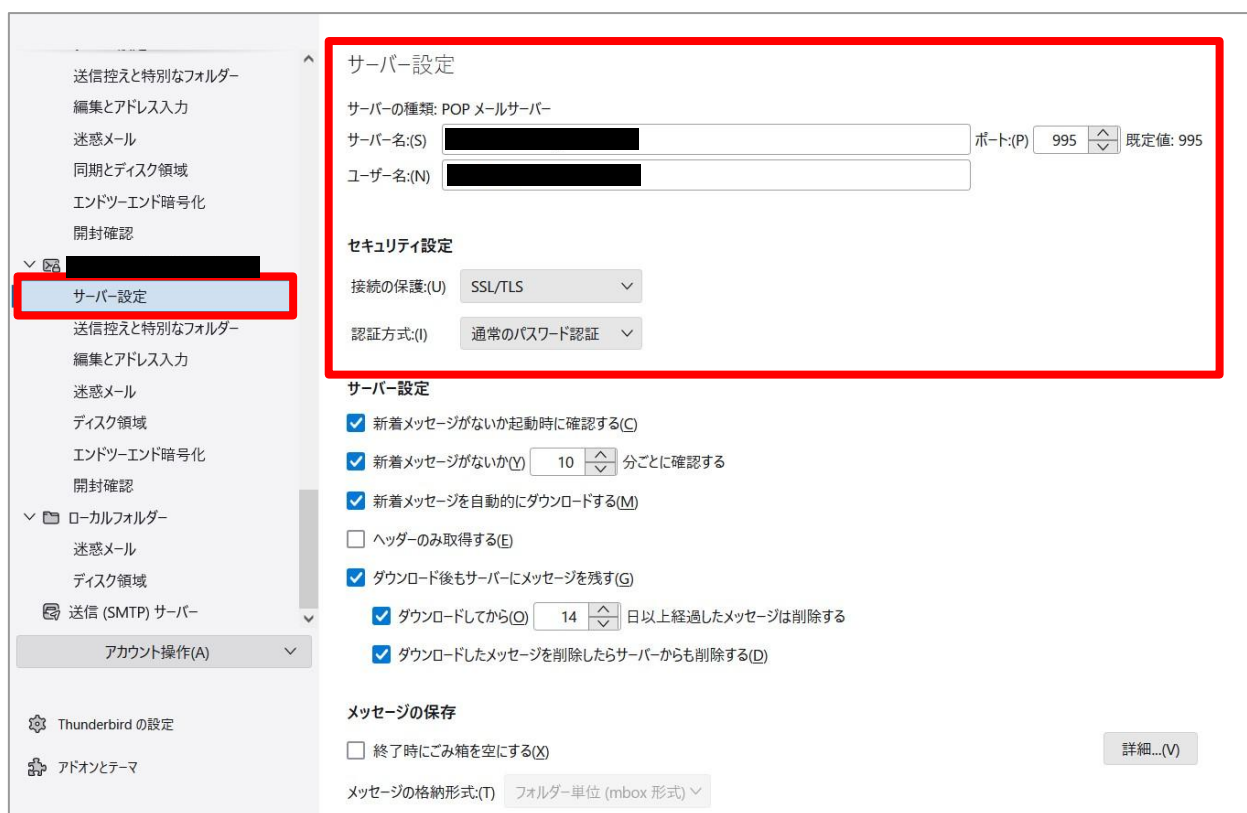 送信控えと特別なフォルダー
編集とアドレス入力
迷惑メール
同期とディスク領域
エンドツーエンド暗号化
開封確認
サーバー設定
送信控えと特別なフォルダー
編集とアドレス入力
迷惑メール
ディスク領域
エンドツーエンド暗号化
開封確認
ローカルフォルダー
迷惑メール
ディスク領域
送信 (SMTP) サーバー
アカウント操作(A)
Thunderbird の設定
アドオンとテーマ
サーバー設定
サーバーの種類: POP メールサーバー
サーバー名:(S) ポート:(P) 995 既定値: 995
ユーザー名:(N)
セキュリティ設定
接続の保護:(U) SSL/TLS
認証方式:(I) 通常のパスワード認証
サーバー設定
新着メッセージがないか起動時に確認する(C)
新着メッセージがないか(Y) 10 分ごとに確認する
新着メッセージを自動的にダウンロードする(M)
ヘッダーのみ取得する(E)
ダウンロード後もサーバーにメッセージを残す(G)
ダウンロードしてから(O) 14 日以上経過したメッセージは削除する
ダウンロードしたメッセージを削除したらサーバーからも削除する(D)
メッセージの保存
終了時にごみ箱を空にする(X) 詳細...(V)
メッセージの格納形式:(T) フォルダー単位 (mbox 形式)